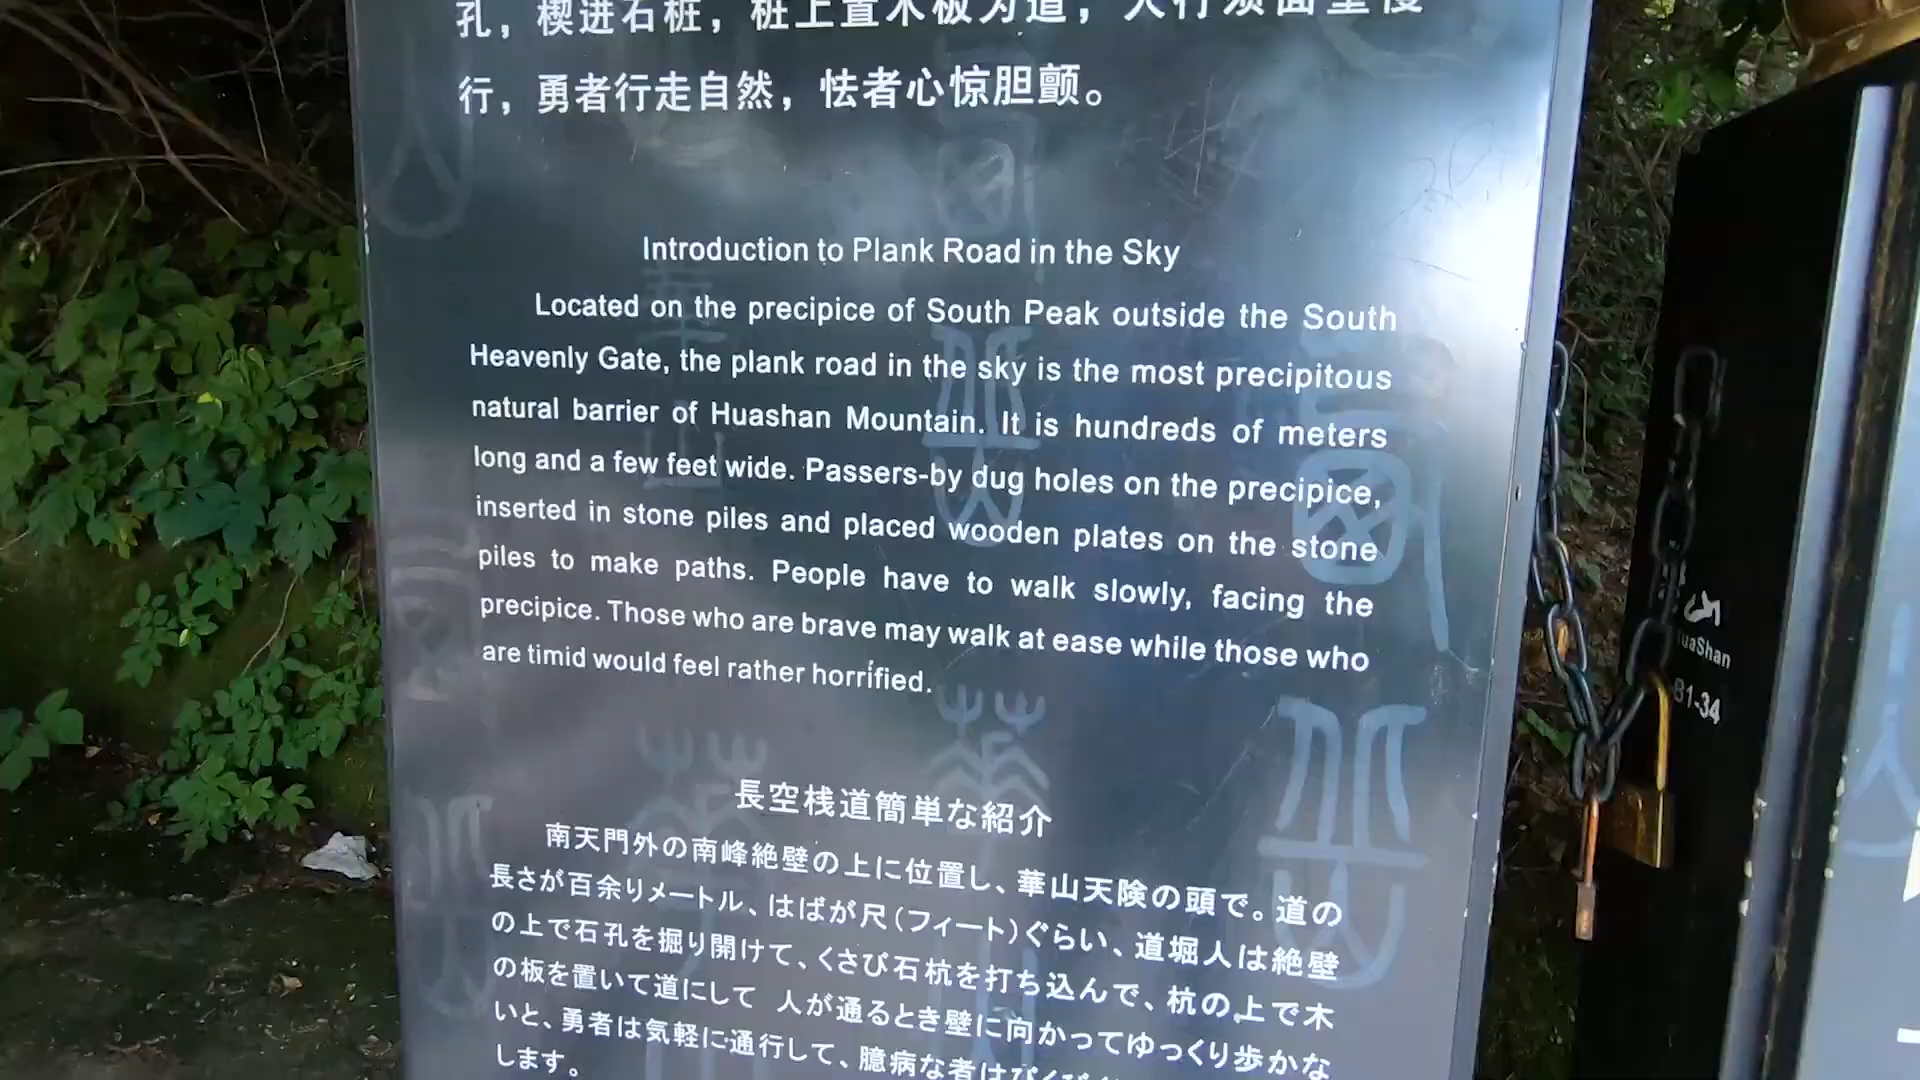 孔，楔进石桩，桩上置木板为道，人行须面壁慢
行，勇者行走自然，怯者心惊胆颤。
Introduction to Plank Road in the Sky
Located on the precipice of South Peak outside the South
Heavenly Gate, the plank road in the sky is the most precipitous
natural barrier of Huashan Mountain. It is hundreds of meters
long and a few feet wide. Passers-by dug holes on the precipice,
inserted in stone piles and placed wooden plates on the stone
piles to make paths. People have to walk slowly, facing the
precipice. Those who are brave may walk at ease while those who
are timid would feel rather horrified.
長空桟道簡単な紹介
南天門外の南峰絶壁の上に位置し、華山天険の頭で。道の
長さが百余りメートル、はばが尺（フィート）ぐらい、道堀人は絶壁
の上で石孔を掘り開けて、くさび石杭を打ち込んで、杭の上で木
の板を置いて道にして 人が通るとき壁に向かってゆっくり歩かな
いと、勇者は気軽に通行して、臆病な者は
します。
HuaShan
B1-34